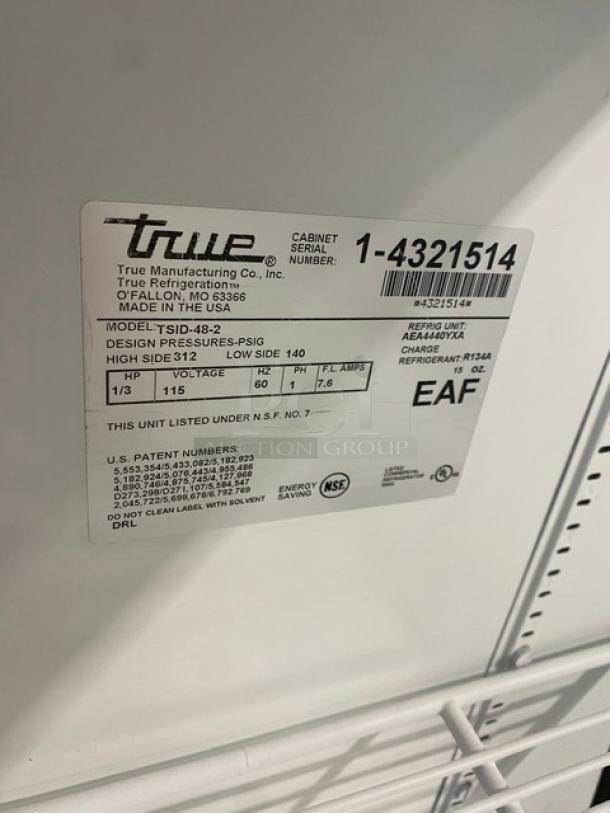 true®
CABINET SERIAL NUMBER: 1-4321514
*4321514*
True Manufacturing Co., Inc.
True Refrigeration™
O'FALLON, MO 63366
MADE IN THE USA
MODEL: TSID-48-2
DESIGN PRESSURES-PSIG
HIGH SIDE 312 LOW SIDE 140
REFRIG UNIT:
AEA4440YXA
CHARGE
REFRIGERANT: R134A
15 OZ.
HP VOLTAGE HZ PH F.L. AMPS
1/3 115 60 1 7.6
EAF
THIS UNIT LISTED UNDER N.S.F. NO. 7
AUCTION GROUP
U.S. PATENT NUMBERS:
5,553,354/5,433,082/5,182,923
5,182,924/5,076,443/4,955,486
4,890,746/4,875,745/4,127,968
D273,298/D271,107/5,584,547
2,045,722/5,699,676/6,792,769
DO NOT CLEAN LABEL WITH SOLVENT
DRL
ENERGY SAVING
NSF
LISTED
COMMERCIAL
REFRIGERATOR
UL